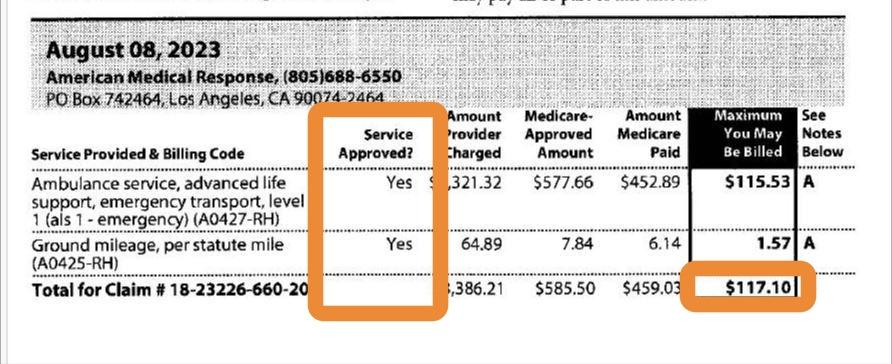 August 08, 2023
American Medical Response, (805)688-6550
PO Box 742464, Los Angeles, CA 90074-2464
Service Provided & Billing Code Service Approved? Amount Provider Charged Medicare-Approved Amount Amount Medicare Paid Maximum You May Be Billed See Notes Below
Ambulance service, advanced life Yes ,321.32 $577.66 $452.89 $115.53 A
support, emergency transport, level
1 (als 1 - emergency) (A0427-RH)
Ground mileage, per statute mile Yes 64.89 7.84 6.14 1.57 A
(A0425-RH)
Total for Claim # 18-23226-660-20 ,386.21 $585.50 $459.03 $117.10